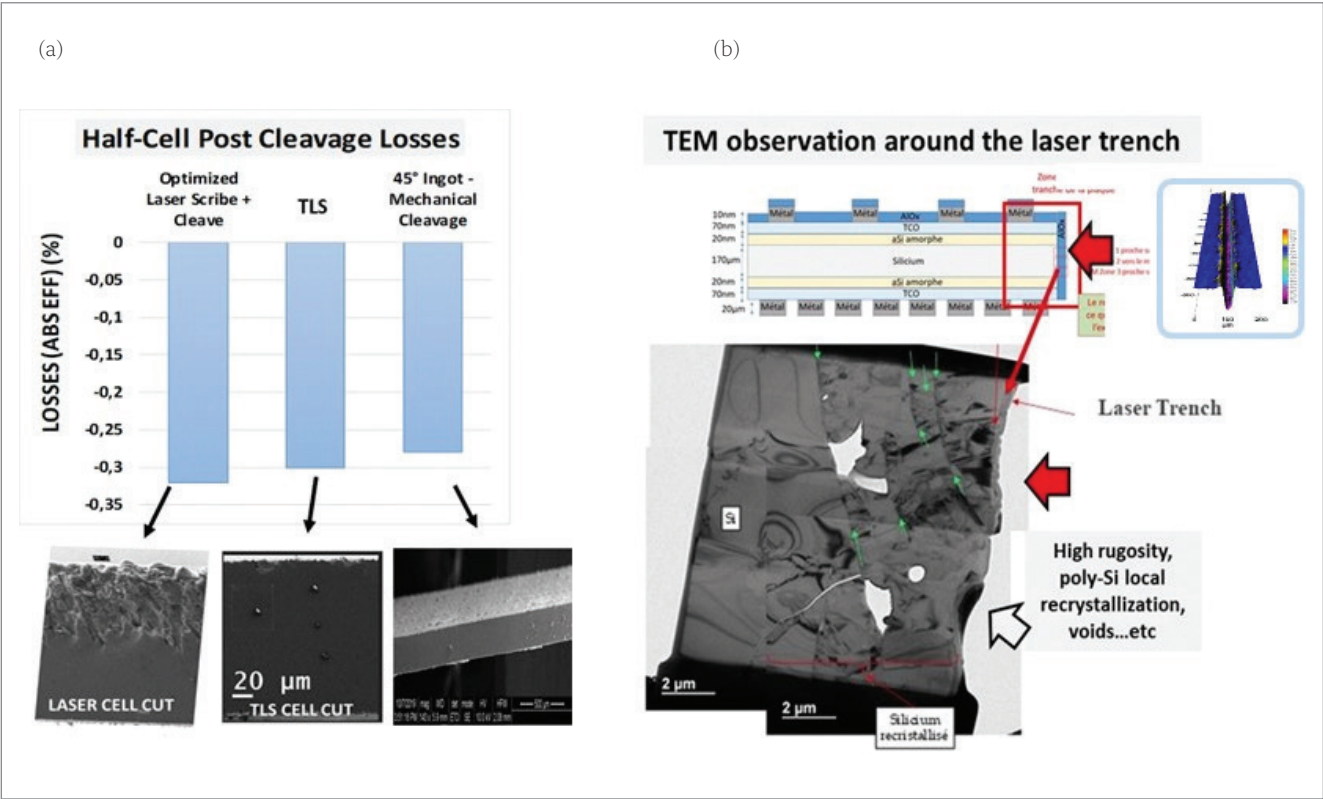 (a)
Half-Cell Post Cleavage Losses
Optimized
Laser Scribe +
Cleave
TLS
45° Ingot -
Mechanical
Cleavage
LOSSES (ABS EFF) (%)
0
-0,05
-0,1
-0,15
-0,2
-0,25
-0,3
-0,35
LASER CELL CUT
20 µm
TLS CELL CUT
(b)
TEM observation around the laser trench
Zone
10nm
70nm
20nm
170µm
20nm
70nm
20µm
Métal Métal Métal Métal
AlOx
TCO
aSi amorphe
Silicium
aSi amorphe
TCO
Métal Métal Métal Métal Métal Métal Métal
AlOx
Laser Trench
Si
High rugosity,
poly-Si local
recrystallization,
voids...etc
2 µm
2 µm
Silicium
recristallisé